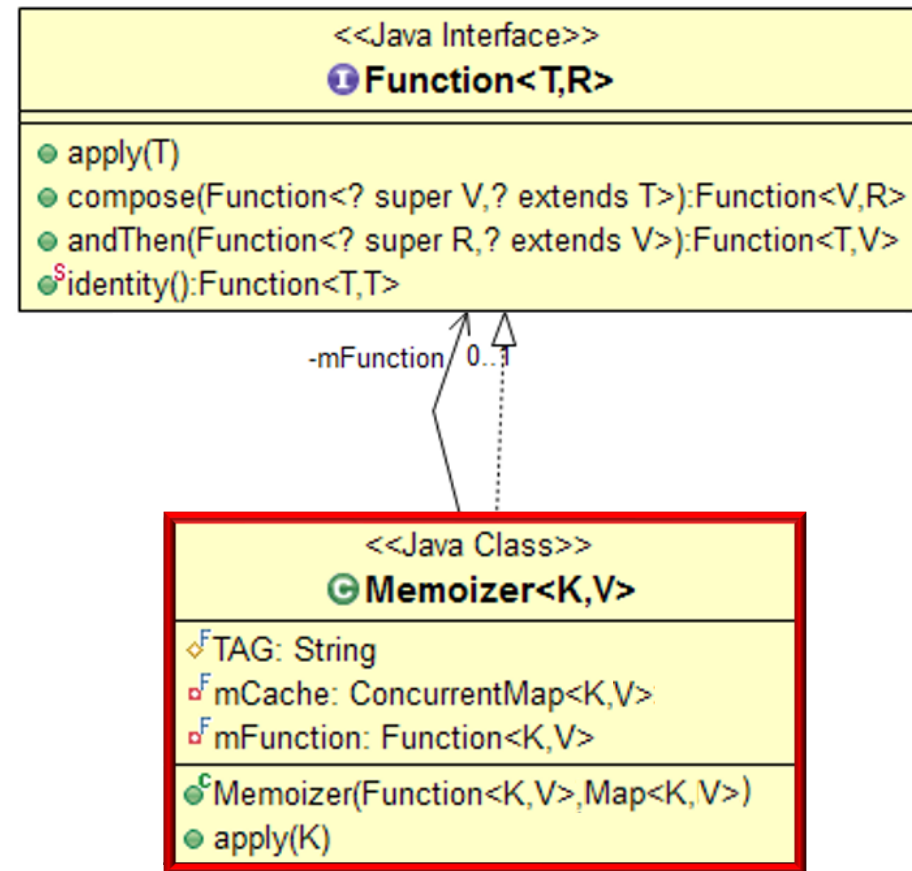 <<Java Interface>>
I Function<T,R>
apply(T)
compose(Function<? super V,? extends T>):Function<V,R>
andThen(Function<? super R,? extends V>):Function<T,V>
S identity():Function<T,T>
-mFunction 0..1
<<Java Class>>
C Memoizer<K,V>
F TAG: String
F mCache: ConcurrentMap<K,V>
F mFunction: Function<K,V>
C Memoizer(Function<K,V>,Map<K,V>)
apply(K)